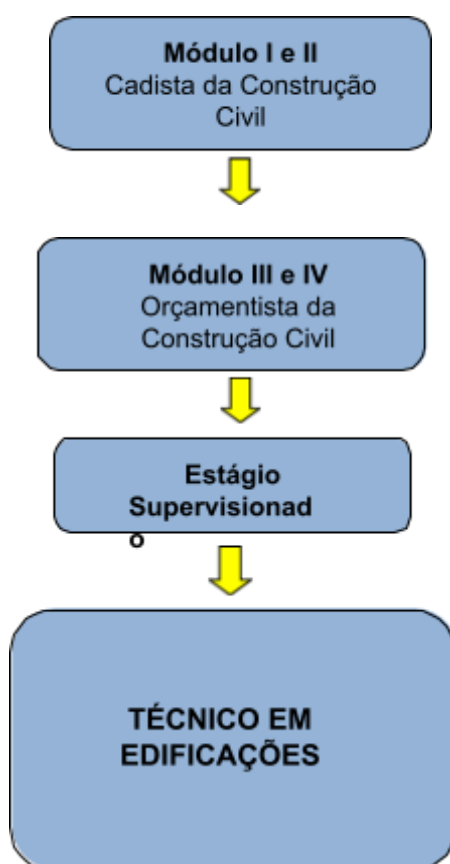 Módulo I e II
Cadista da Construção
Civil
Módulo III e IV
Orçamentista da
Construção Civil
Estágio
Supervisionad
o
TÉCNICO EM
EDIFICAÇÕES